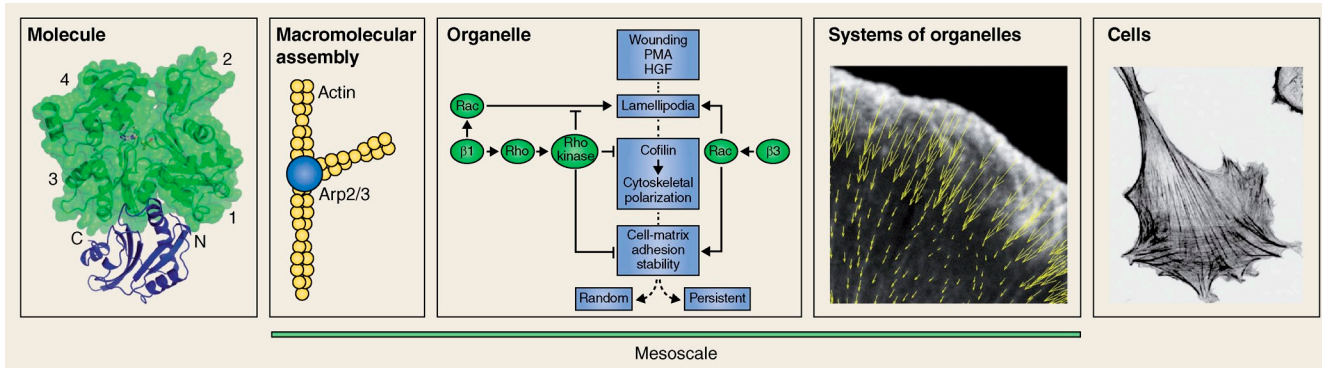 Molecule
4
2
3
1
C
N
Macromolecular
assembly
Actin
Arp2/3
Organelle
Wounding
PMA
HGF
Rac
Lamellipodia
β1
Rho
Rho
kinase
Cofilin
Cytoskeletal
polarization
Rac
β3
Cell-matrix
adhesion
stability
Random
Persistent
Systems of organelles
Cells
Mesoscale